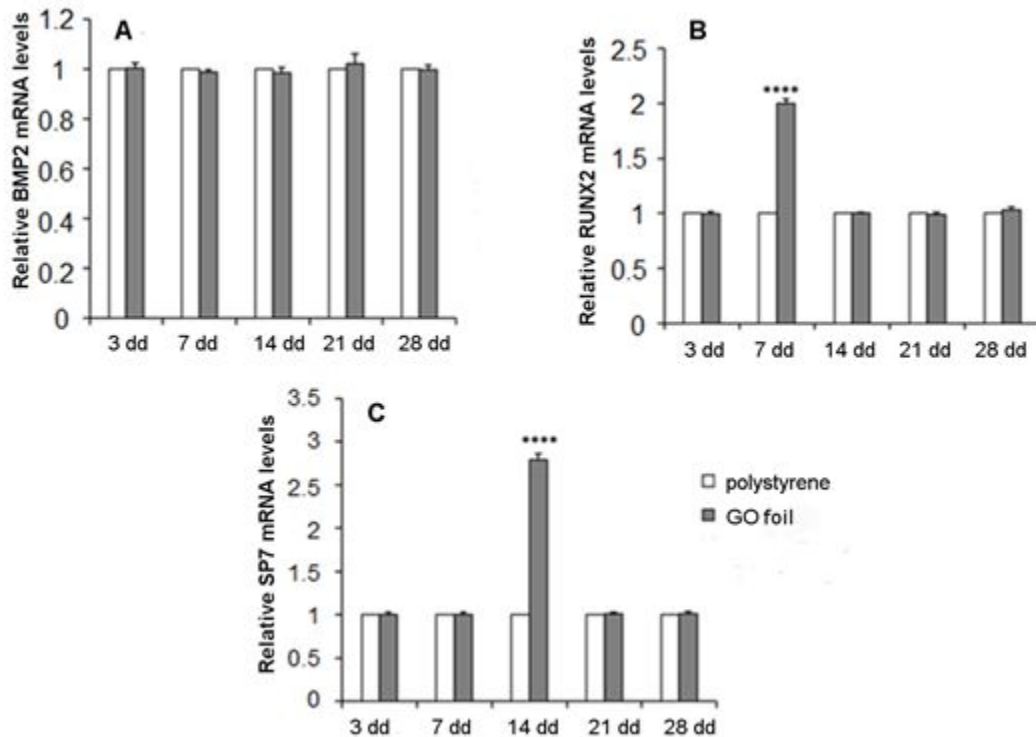 A
Relative BMP2 mRNA levels
1.2
1
0.8
0.6
0.4
0.2
0
3 dd 7 dd 14 dd 21 dd 28 dd
B
Relative RUNX2 mRNA levels
2.5
2
1.5
1
0.5
0
****
3 dd 7 dd 14 dd 21 dd 28 dd
C
Relative SP7 mRNA levels
3.5
3
2.5
2
1.5
1
0.5
0
****
3 dd 7 dd 14 dd 21 dd 28 dd
polystyrene
GO foil